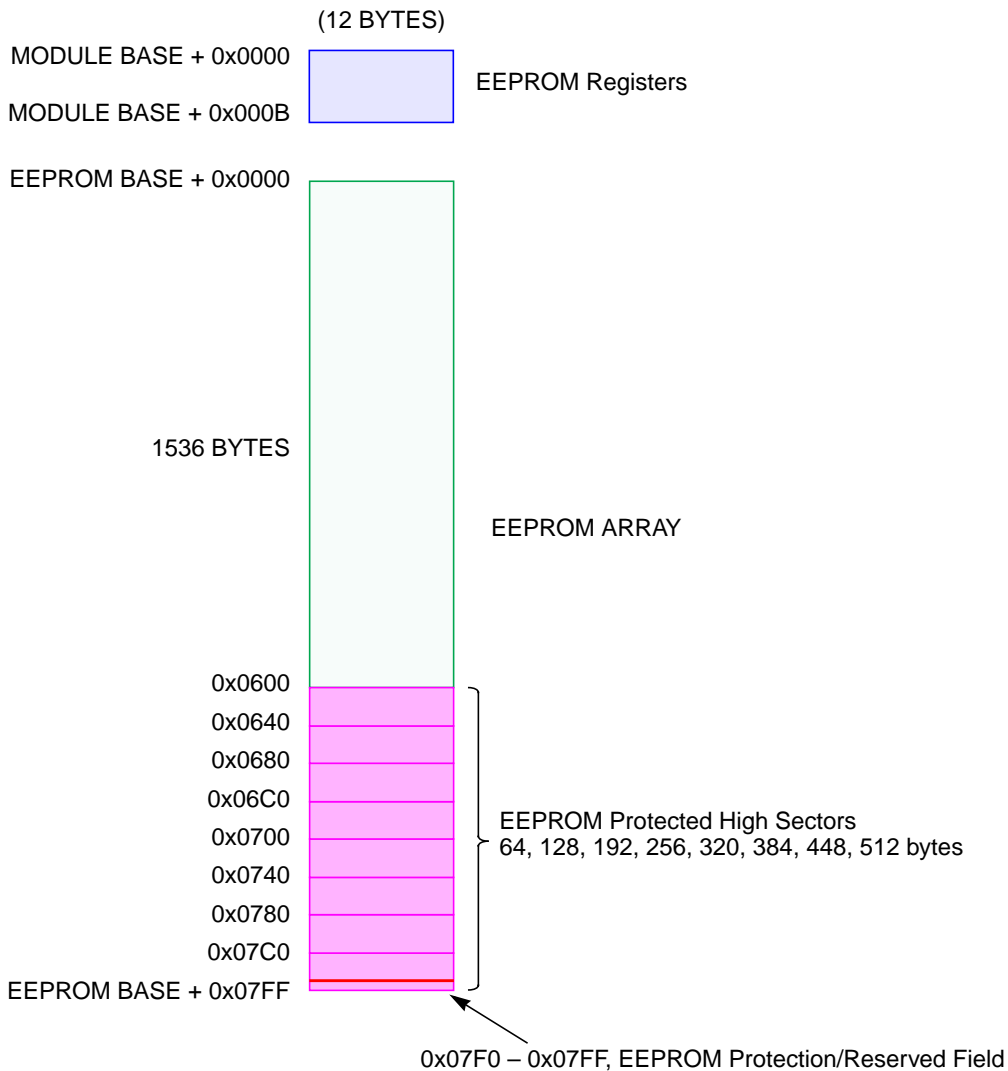 (12 BYTES)
MODULE BASE + 0x0000
EEPROM Registers
MODULE BASE + 0x000B
EEPROM BASE + 0x0000
1536 BYTES
EEPROM ARRAY
0x0600
0x0640
0x0680
0x06C0
0x0700
0x0740
0x0780
0x07C0
EEPROM Protected High Sectors
64, 128, 192, 256, 320, 384, 448, 512 bytes
EEPROM BASE + 0x07FF
0x07F0 – 0x07FF, EEPROM Protection/Reserved Field